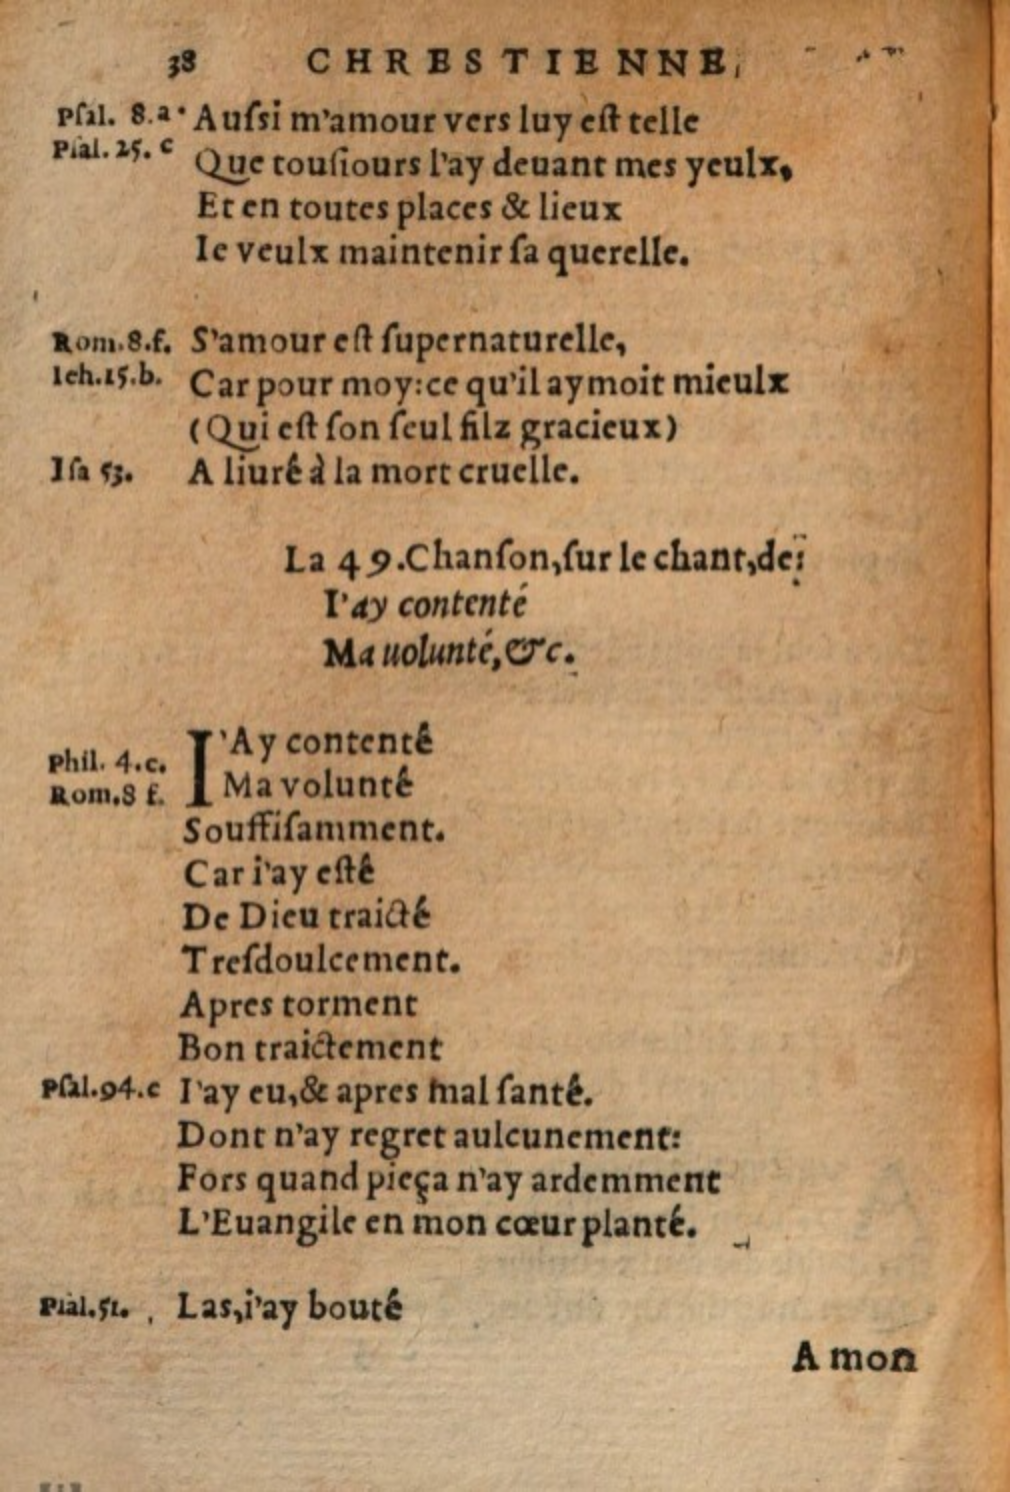 38 CHRESTIENNE,
Pſal. 8.a. Auſsi m'amour vers luy eſt telle
Pſal. 25. c Que touſiours l'ay deuant mes yeulx,
Et en toutes places & lieux
Ie veulx maintenir ſa querelle.
Rom.8.f. S'amour eſt ſupernaturelle,
Ieh.15.b. Car pour moy:ce qu'il aymoit mieulx
(Qui eſt ſon ſeul filz gracieux)
Iſa 53. A liuré à la mort cruelle.
La 49.Chanſon,ſur le chant,de:
I'ay contenté
Ma uolunté,&c.
Phil. 4.c. I'Ay contenté
Rom.8 f. Ma volunté
Souffiſamment.
Car i'ay eſté
De Dieu traicté
Treſdoulcement.
Apres torment
Bon traictement
Pſal.94.c I'ay eu,& apres mal ſanté.
Dont n'ay regret aulcunement:
Fors quand pieça n'ay ardemment
L'Euangile en mon cœur planté.
Pſal.51. Las,i'ay bouté
A mon